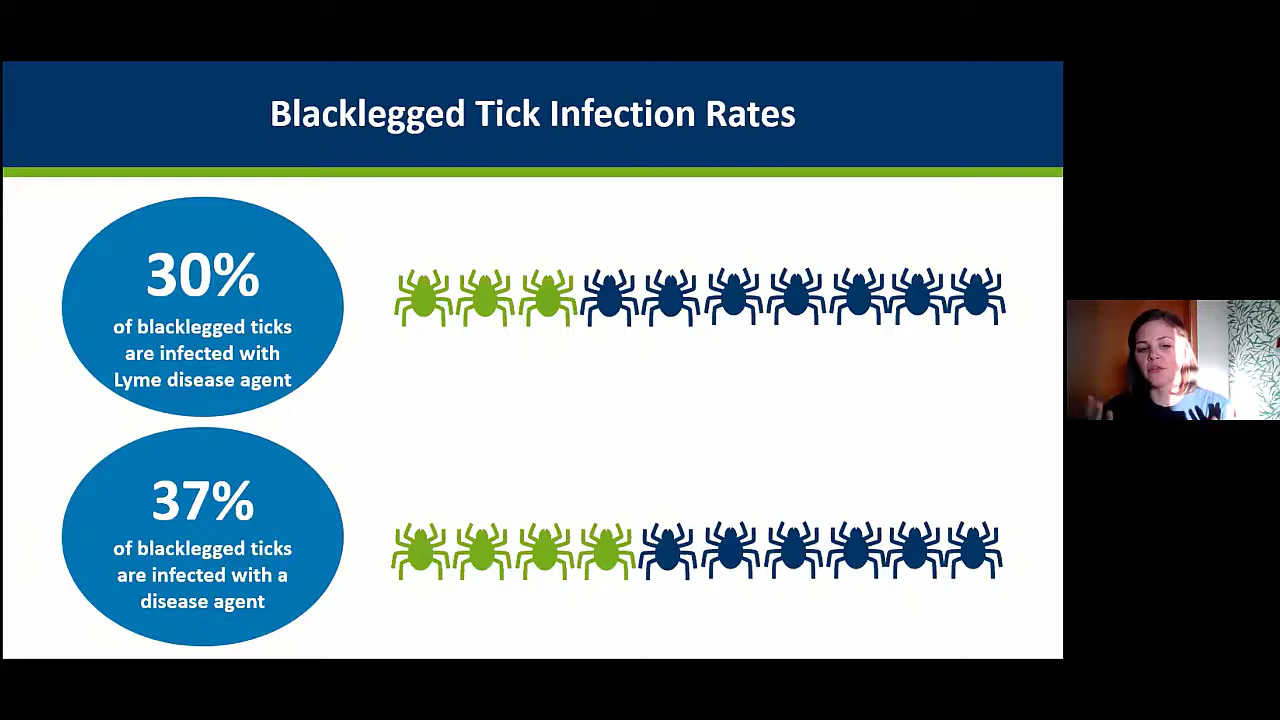 Blacklegged Tick Infection Rates
30%
of blacklegged ticks
are infected with
Lyme disease agent
37%
of blacklegged ticks
are infected with a
disease agent